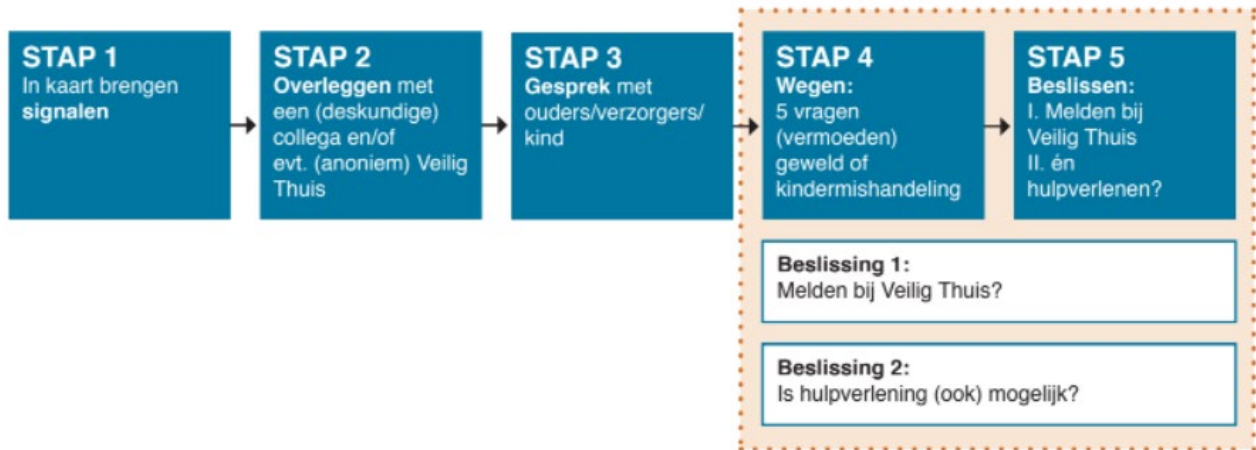 STAP 1
In kaart brengen
signalen
STAP 2
Overleggen met
een (deskundige)
collega en/of
evt. (anoniem) Veilig
Thuis
STAP 3
Gesprek met
ouders/verzorgers/
kind
STAP 4
Wegen:
5 vragen
(vermoeden)
geweld of
kindermishandeling
STAP 5
Beslissen:
I. Melden bij
Veilig Thuis
II. én
hulpverlenen?
Beslissing 1:
Melden bij Veilig Thuis?
Beslissing 2:
Is hulpverlening (ook) mogelijk?